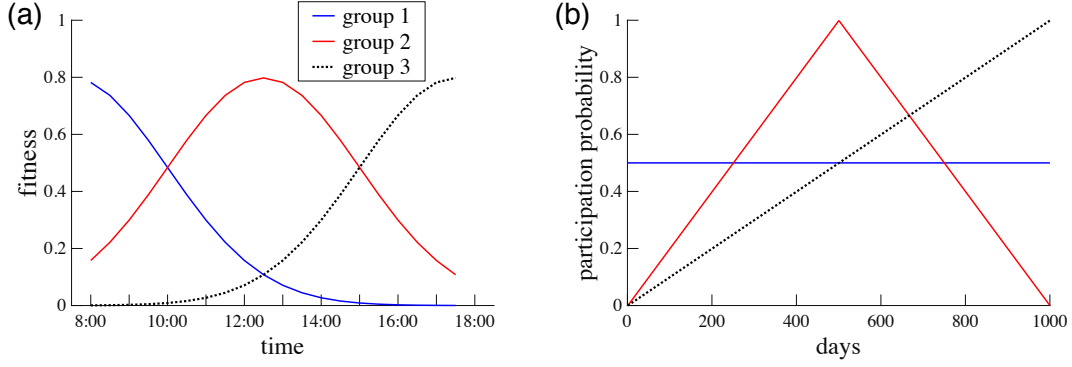 (a)
group 1
group 2
group 3
fitness
1
0.8
0.6
0.4
0.2
0
8:00 10:00 12:00 14:00 16:00 18:00
time
(b)
participation probability
1
0.8
0.6
0.4
0.2
0
0 200 400 600 800 1000
days